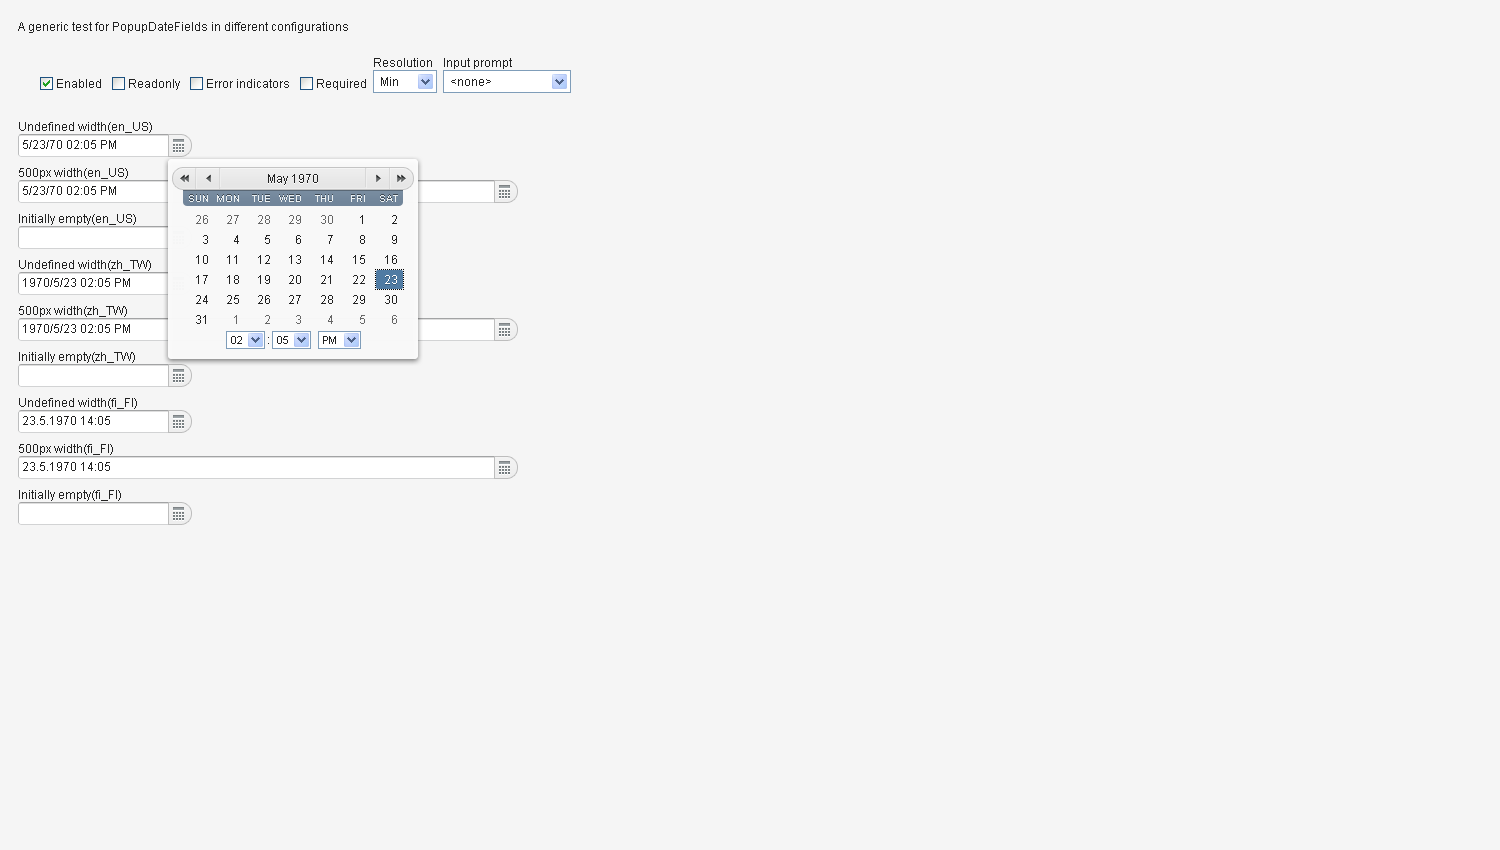 A generic test for PopupDateFields in different configurations
Resolution Input prompt
Enabled Readonly Error indicators Required Min <none>
Undefined width(en_US)
5/23/70 02:05 PM
500px width(en_US)
5/23/70 02:05 PM
Initially empty(en_US)
Undefined width(zh_TW)
1970/5/23 02:05 PM
500px width(zh_TW)
1970/5/23 02:05 PM
Initially empty(zh_TW)
Undefined width(fi_FI)
23.5.1970 14:05
500px width(fi_FI)
23.5.1970 14:05
Initially empty(fi_FI)
May 1970
SUN MON TUE WED THU FRI SAT
26 27 28 29 30 1 2
3 4 5 6 7 8 9
10 11 12 13 14 15 16
17 18 19 20 21 22 23
24 25 26 27 28 29 30
31 1 2 3 4 5 6
02 : 05 PM